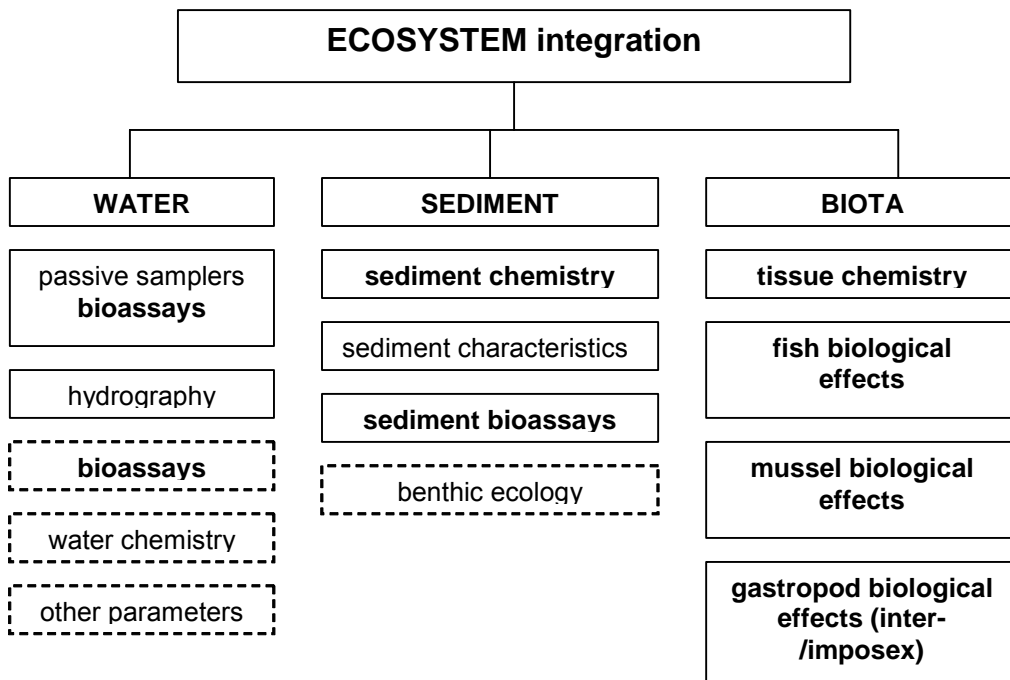 ECOSYSTEM integration
WATER
passive samplers
bioassays
hydrography
bioassays
water chemistry
other parameters
SEDIMENT
sediment chemistry
sediment characteristics
sediment bioassays
benthic ecology
BIOTA
tissue chemistry
fish biological
effects
mussel biological
effects
gastropod biological
effects (inter-
/imposex)